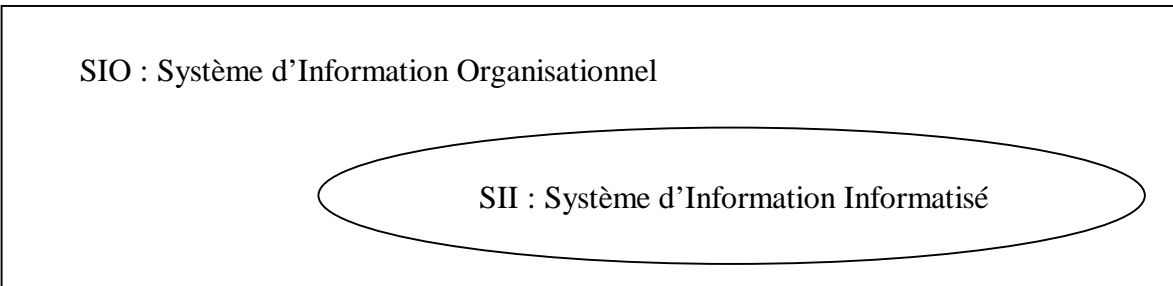 SIO : Système d’Information Organisationnel
SII : Système d’Information Informatisé